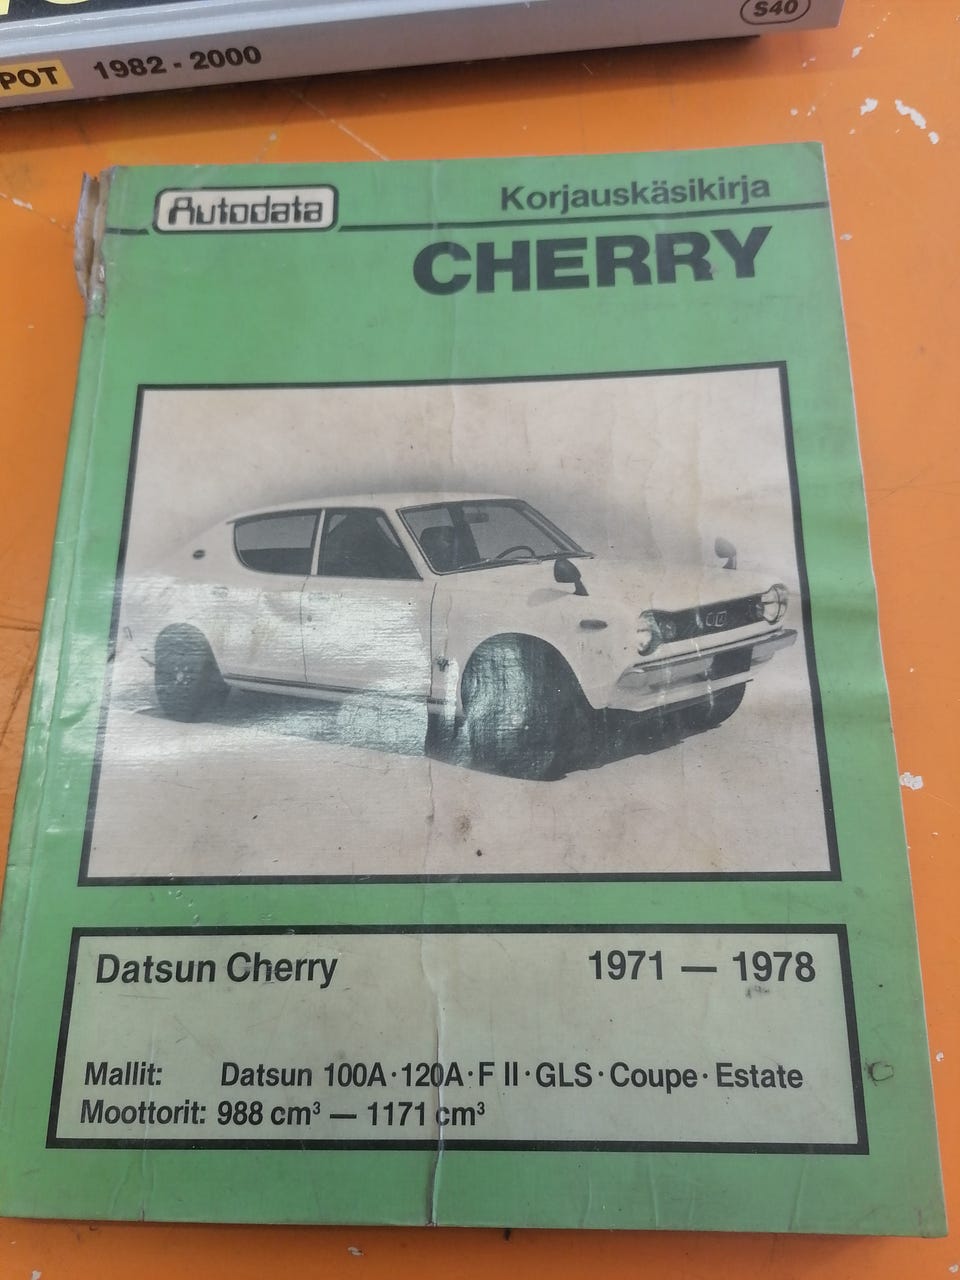 S40
POT 1982 - 2000
Autodata
Korjauskäsikirja
CHERRY
Datsun Cherry 1971 — 1978
Mallit: Datsun 100A · 120A · F II · GLS · Coupe · Estate
Moottorit: 988 cm³ — 1171 cm³